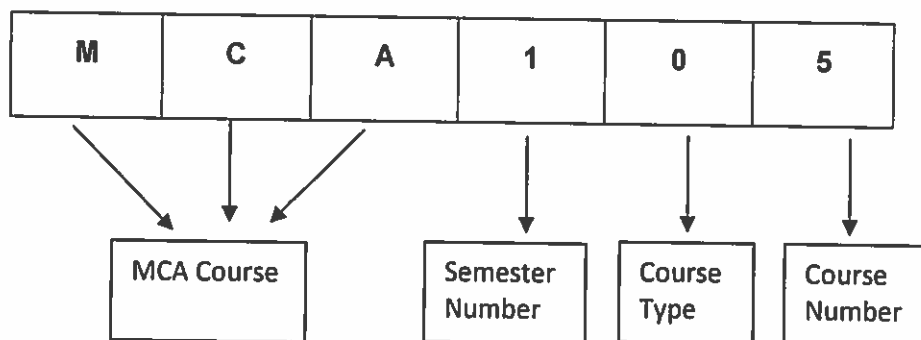 M C A 1 0 5
MCA Course
Semester
Number
Course
Type
Course
Number